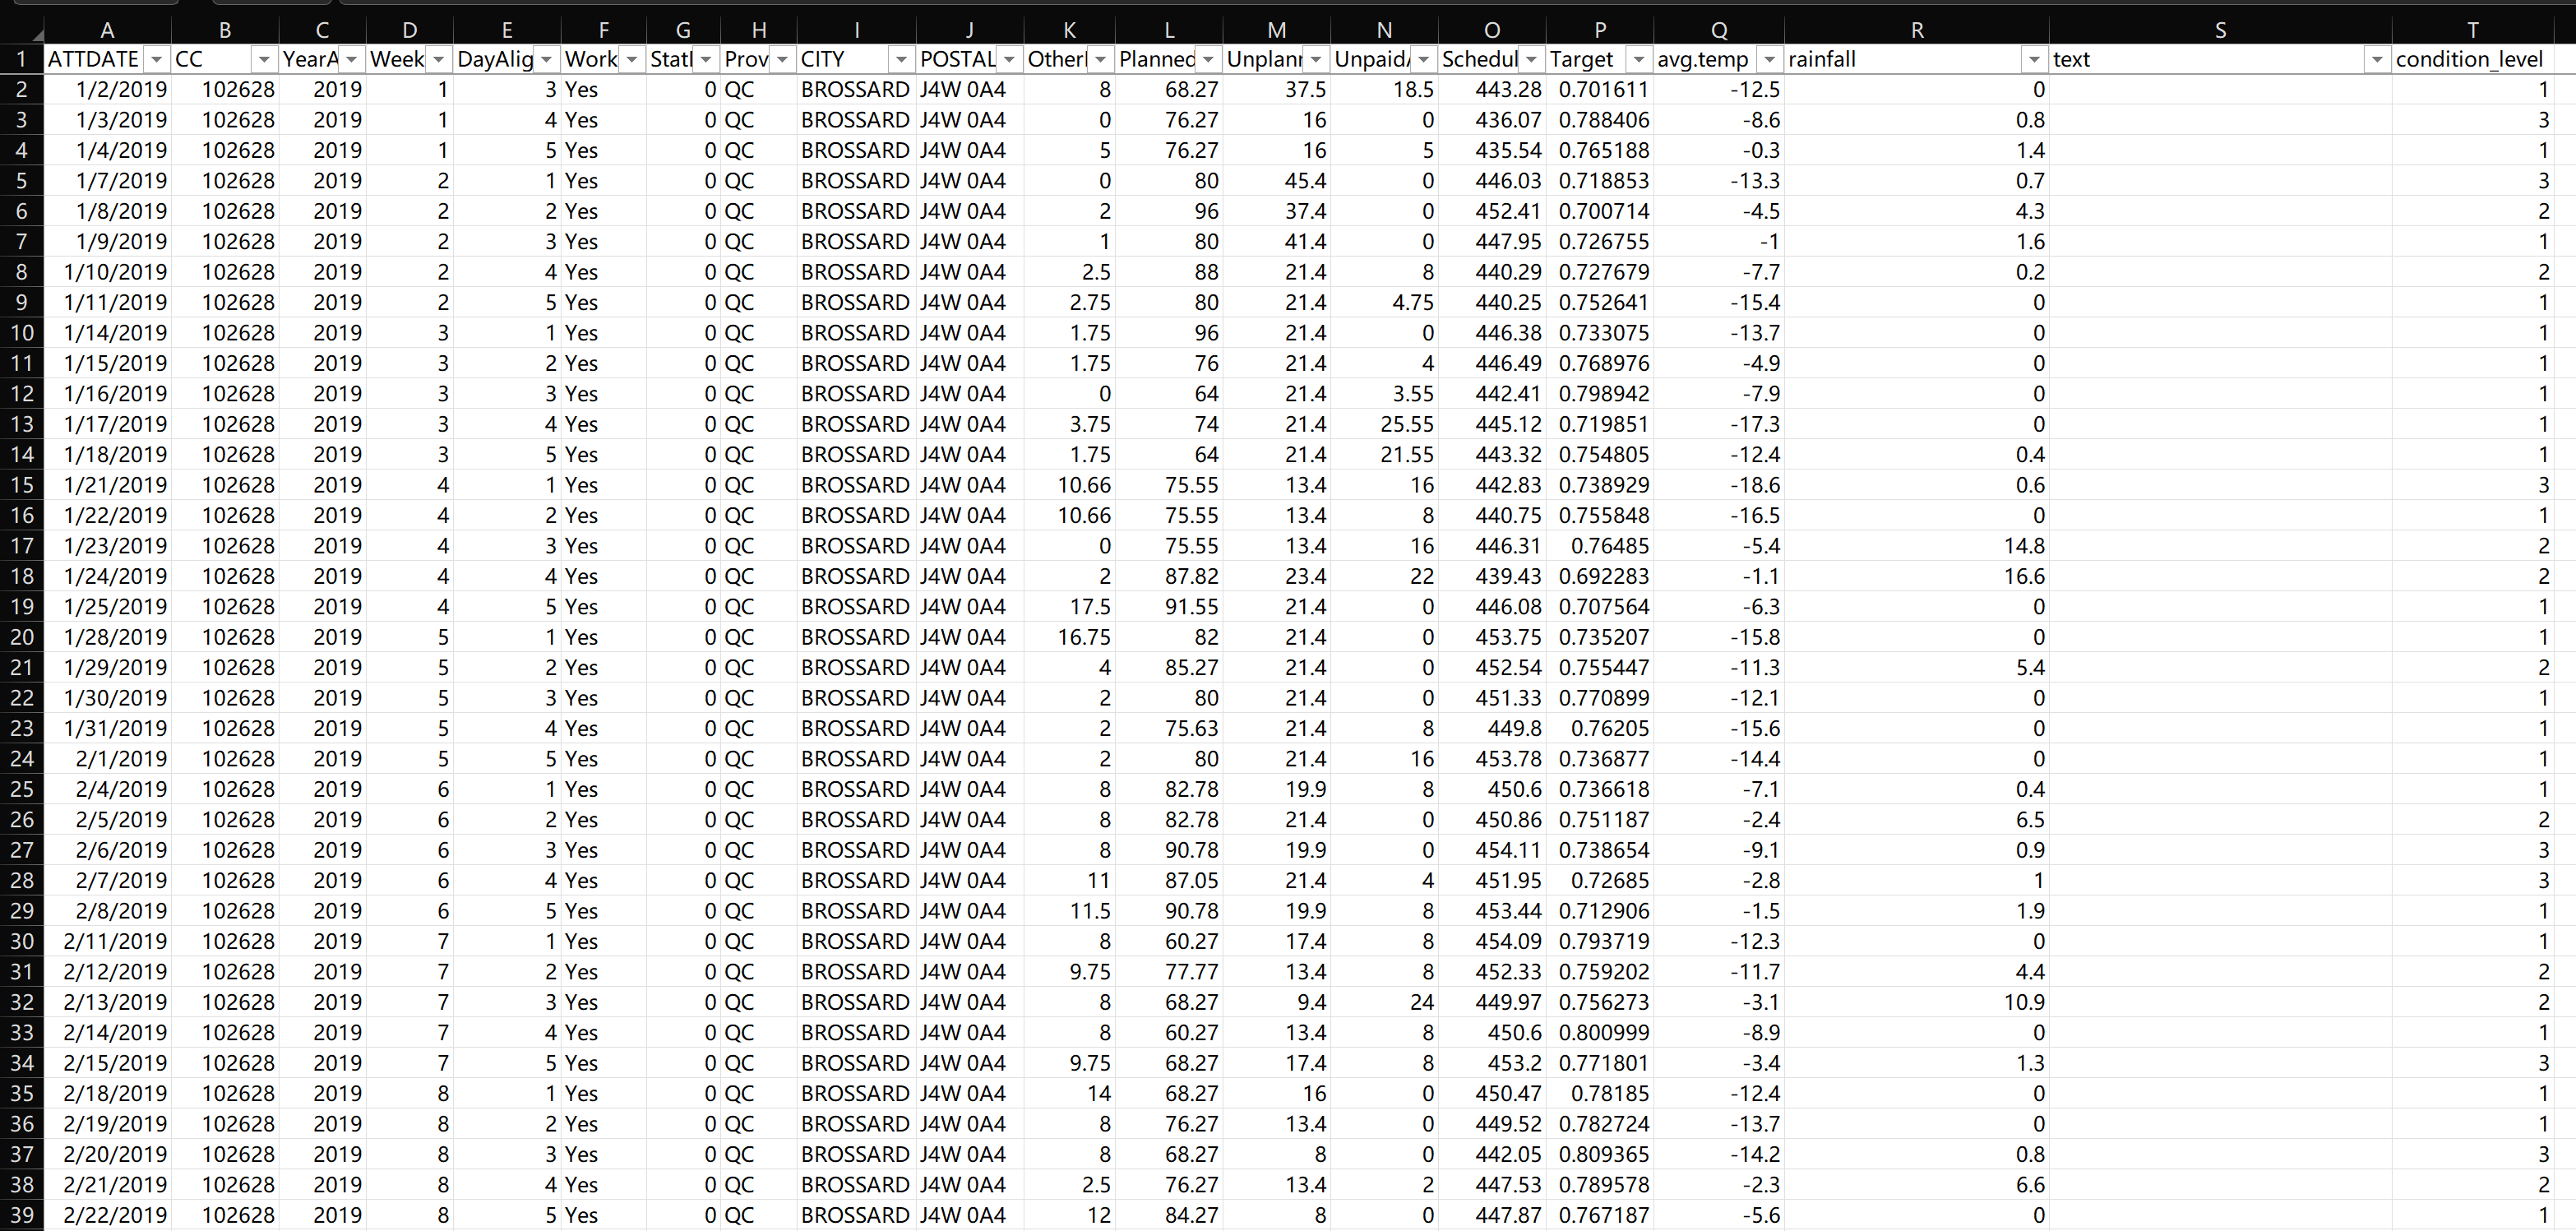 A B C D E F G H I J K L M N O P Q R S T
1 ATTDATE CC YearA Week DayAlig Work Statl Prov CITY POSTAL Other Planned Unplan Unpaid Schedul Target avg.temp rainfall text condition_level
2 1/2/2019 102628 2019 1 3 Yes 0 QC BROSSARD J4W 0A4 8 68.27 37.5 18.5 443.28 0.701611 -12.5 0 1
3 1/3/2019 102628 2019 1 4 Yes 0 QC BROSSARD J4W 0A4 0 76.27 16 0 436.07 0.788406 -8.6 0.8 3
4 1/4/2019 102628 2019 1 5 Yes 0 QC BROSSARD J4W 0A4 5 76.27 16 5 435.54 0.765188 -0.3 1.4 1
5 1/7/2019 102628 2019 2 1 Yes 0 QC BROSSARD J4W 0A4 0 80 45.4 0 446.03 0.718853 -13.3 0.7 3
6 1/8/2019 102628 2019 2 2 Yes 0 QC BROSSARD J4W 0A4 2 96 37.4 0 452.41 0.700714 -4.5 4.3 2
7 1/9/2019 102628 2019 2 3 Yes 0 QC BROSSARD J4W 0A4 1 80 41.4 0 447.95 0.726755 -1 1.6 1
8 1/10/2019 102628 2019 2 4 Yes 0 QC BROSSARD J4W 0A4 2.5 88 21.4 8 440.29 0.727679 -7.7 0.2 2
9 1/11/2019 102628 2019 2 5 Yes 0 QC BROSSARD J4W 0A4 2.75 80 21.4 4.75 440.25 0.752641 -15.4 0 1
10 1/14/2019 102628 2019 3 1 Yes 0 QC BROSSARD J4W 0A4 1.75 96 21.4 0 446.38 0.733075 -13.7 0 1
11 1/15/2019 102628 2019 3 2 Yes 0 QC BROSSARD J4W 0A4 1.75 76 21.4 4 446.49 0.768976 -4.9 0 1
12 1/16/2019 102628 2019 3 3 Yes 0 QC BROSSARD J4W 0A4 0 64 21.4 3.55 442.41 0.798942 -7.9 0 1
13 1/17/2019 102628 2019 3 4 Yes 0 QC BROSSARD J4W 0A4 3.75 74 21.4 25.55 445.12 0.719851 -17.3 0 1
14 1/18/2019 102628 2019 3 5 Yes 0 QC BROSSARD J4W 0A4 1.75 64 21.4 21.55 443.32 0.754805 -12.4 0.4 1
15 1/21/2019 102628 2019 4 1 Yes 0 QC BROSSARD J4W 0A4 10.66 75.55 13.4 16 442.83 0.738929 -18.6 0.6 3
16 1/22/2019 102628 2019 4 2 Yes 0 QC BROSSARD J4W 0A4 10.66 75.55 13.4 8 440.75 0.755848 -16.5 0 1
17 1/23/2019 102628 2019 4 3 Yes 0 QC BROSSARD J4W 0A4 0 75.55 13.4 16 446.31 0.76485 -5.4 14.8 2
18 1/24/2019 102628 2019 4 4 Yes 0 QC BROSSARD J4W 0A4 2 87.82 23.4 22 439.43 0.692283 -1.1 16.6 2
19 1/25/2019 102628 2019 4 5 Yes 0 QC BROSSARD J4W 0A4 17.5 91.55 21.4 0 446.08 0.707564 -6.3 0 1
20 1/28/2019 102628 2019 5 1 Yes 0 QC BROSSARD J4W 0A4 16.75 82 21.4 0 453.75 0.735207 -15.8 0 1
21 1/29/2019 102628 2019 5 2 Yes 0 QC BROSSARD J4W 0A4 4 85.27 21.4 0 452.54 0.755447 -11.3 5.4 2
22 1/30/2019 102628 2019 5 3 Yes 0 QC BROSSARD J4W 0A4 2 80 21.4 0 451.33 0.770899 -12.1 0 1
23 1/31/2019 102628 2019 5 4 Yes 0 QC BROSSARD J4W 0A4 2 75.63 21.4 8 449.8 0.76205 -15.6 0 1
24 2/1/2019 102628 2019 5 5 Yes 0 QC BROSSARD J4W 0A4 2 80 21.4 16 453.78 0.736877 -14.4 0 1
25 2/4/2019 102628 2019 6 1 Yes 0 QC BROSSARD J4W 0A4 8 82.78 19.9 8 450.6 0.736618 -7.1 0.4 1
26 2/5/2019 102628 2019 6 2 Yes 0 QC BROSSARD J4W 0A4 8 82.78 21.4 0 450.86 0.751187 -2.4 6.5 2
27 2/6/2019 102628 2019 6 3 Yes 0 QC BROSSARD J4W 0A4 8 90.78 19.9 0 454.11 0.738654 -9.1 0.9 3
28 2/7/2019 102628 2019 6 4 Yes 0 QC BROSSARD J4W 0A4 11 87.05 21.4 4 451.95 0.72685 -2.8 1 3
29 2/8/2019 102628 2019 6 5 Yes 0 QC BROSSARD J4W 0A4 11.5 90.78 19.9 8 453.44 0.712906 -1.5 1.9 1
30 2/11/2019 102628 2019 7 1 Yes 0 QC BROSSARD J4W 0A4 8 60.27 17.4 8 454.09 0.793719 -12.3 0 1
31 2/12/2019 102628 2019 7 2 Yes 0 QC BROSSARD J4W 0A4 9.75 77.77 13.4 8 452.33 0.759202 -11.7 4.4 2
32 2/13/2019 102628 2019 7 3 Yes 0 QC BROSSARD J4W 0A4 8 68.27 9.4 24 449.97 0.756273 -3.1 10.9 2
33 2/14/2019 102628 2019 7 4 Yes 0 QC BROSSARD J4W 0A4 8 60.27 13.4 8 450.6 0.800999 -8.9 0 1
34 2/15/2019 102628 2019 7 5 Yes 0 QC BROSSARD J4W 0A4 9.75 68.27 17.4 8 453.2 0.771801 -3.4 1.3 3
35 2/18/2019 102628 2019 8 1 Yes 0 QC BROSSARD J4W 0A4 14 68.27 16 0 450.47 0.78185 -12.4 0 1
36 2/19/2019 102628 2019 8 2 Yes 0 QC BROSSARD J4W 0A4 8 76.27 13.4 0 449.52 0.782724 -13.7 0 1
37 2/20/2019 102628 2019 8 3 Yes 0 QC BROSSARD J4W 0A4 8 68.27 8 0 442.05 0.809365 -14.2 0.8 3
38 2/21/2019 102628 2019 8 4 Yes 0 QC BROSSARD J4W 0A4 2.5 76.27 13.4 2 447.53 0.789578 -2.3 6.6 2
39 2/22/2019 102628 2019 8 5 Yes 0 QC BROSSARD J4W 0A4 12 84.27 8 0 447.87 0.767187 -5.6 0 1